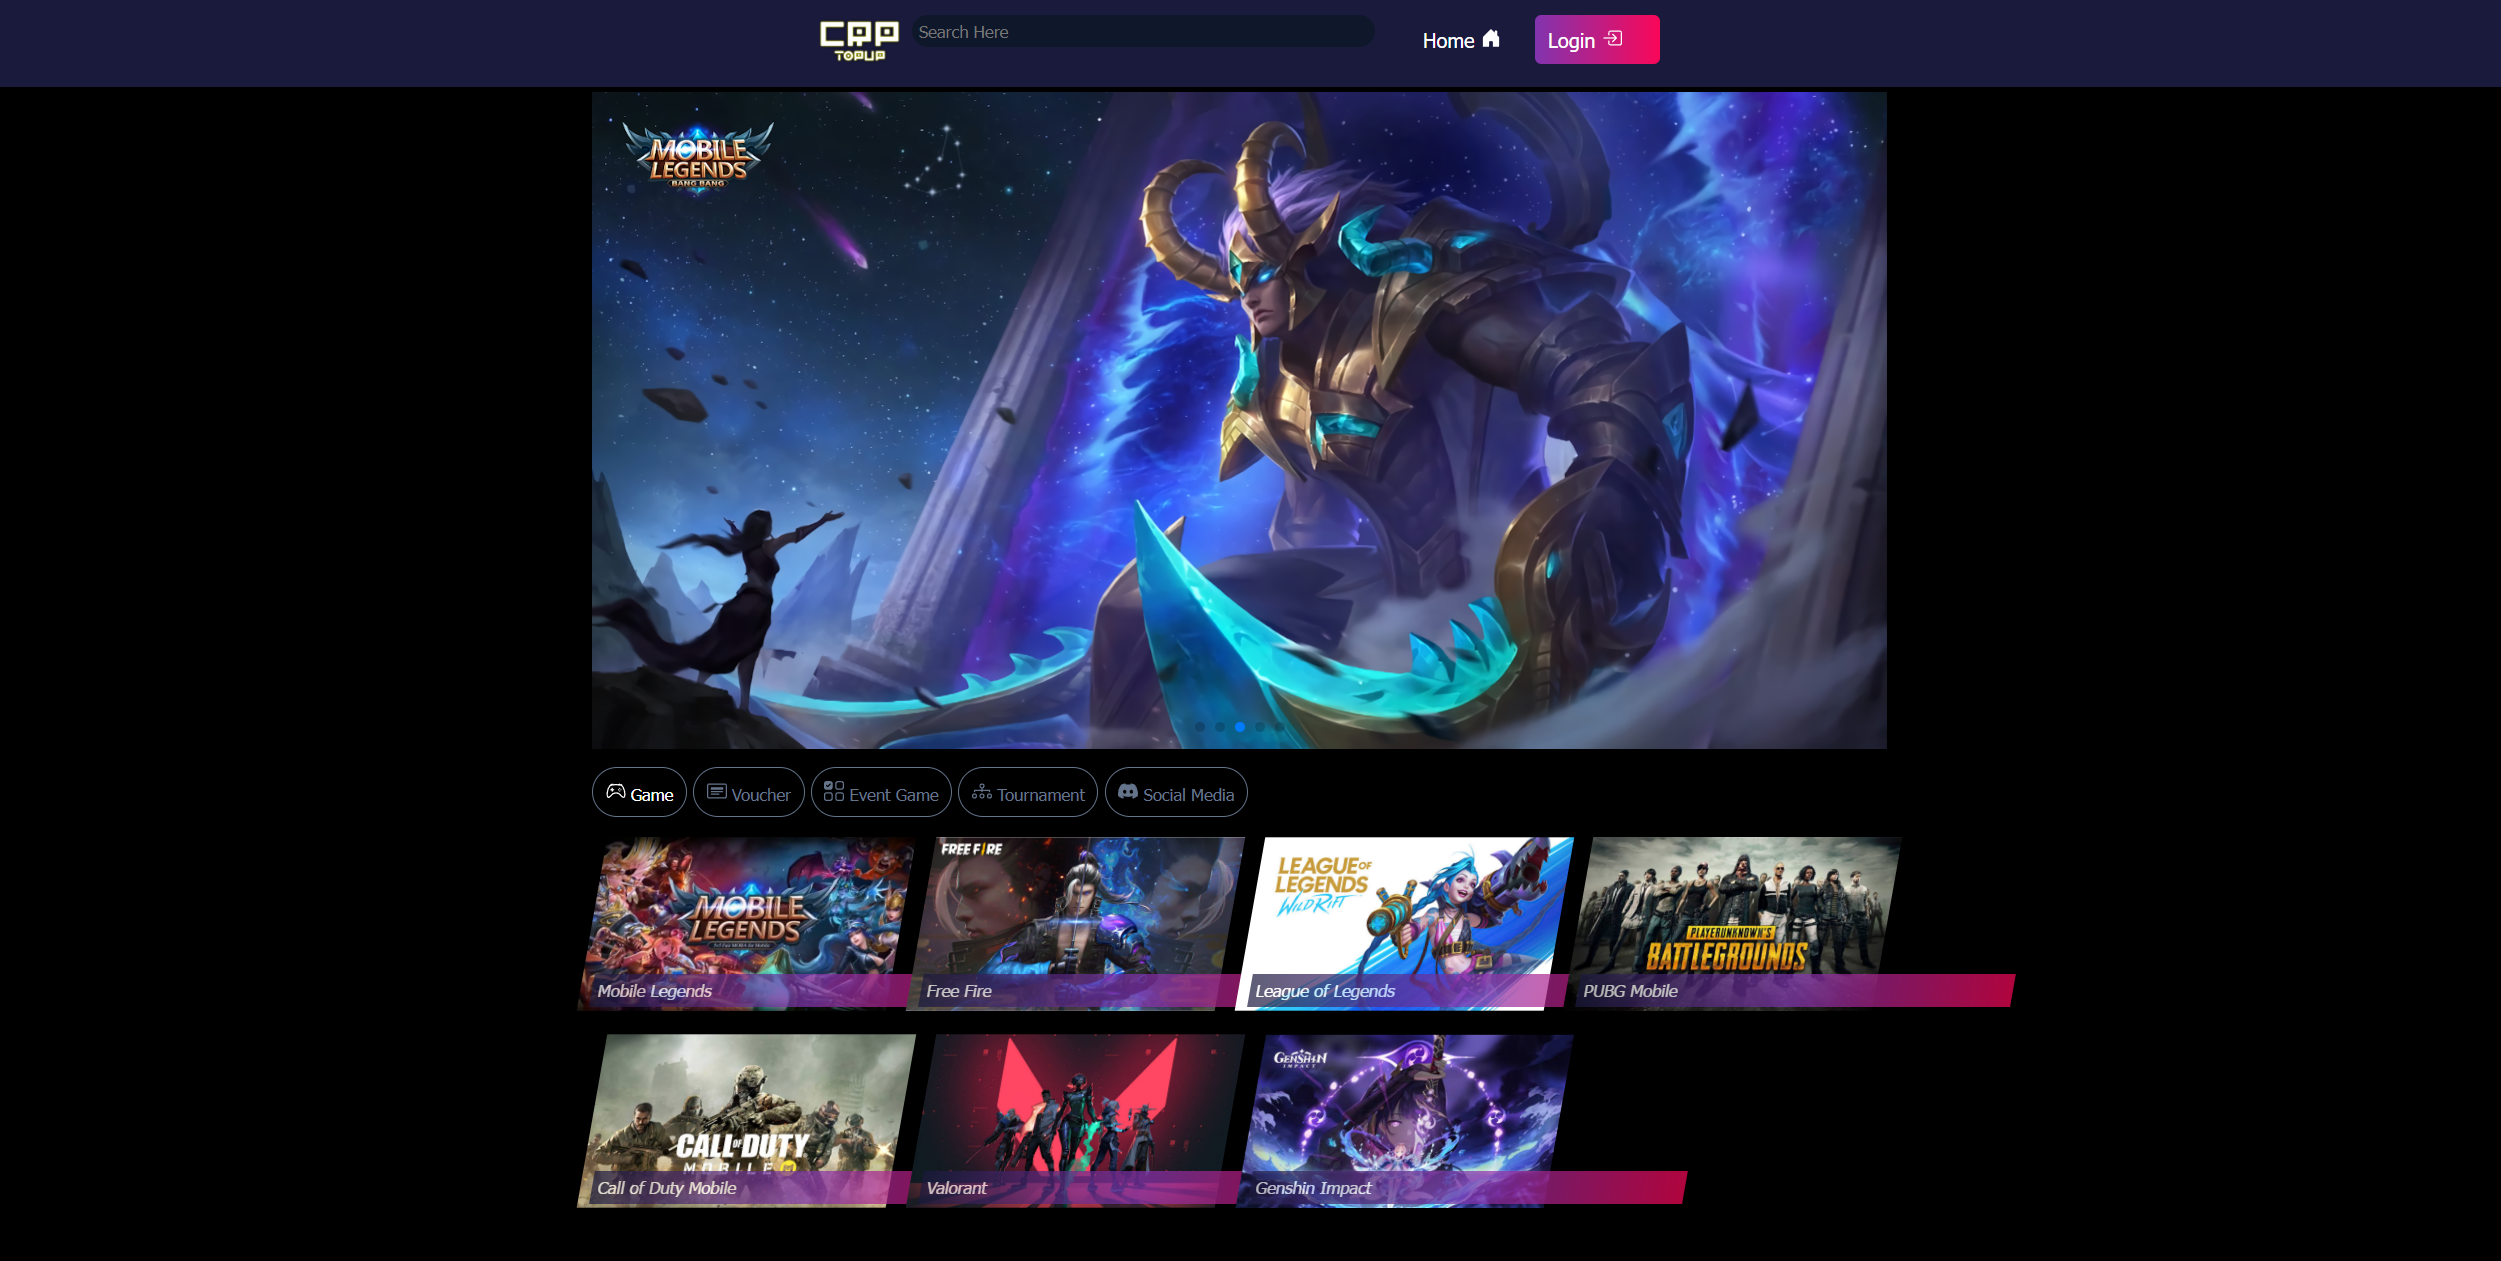 CAP
TOPUP
Search Here
Home
Login
MOBILE
LEGENDS
BANG BANG
Game
Voucher
Event Game
Tournament
Social Media
MOBILE
LEGENDS
Mobile Legends
FREE FIRE
Free Fire
LEAGUE OF
LEGENDS
WILD RIFT
League of Legends
PLAYERUNKNOWN'S
BATTLEGROUNDS
PUBG Mobile
CALL OF DUTY
MOBILE
Call of Duty Mobile
Valorant
GENSHIN
IMPACT
Genshin Impact